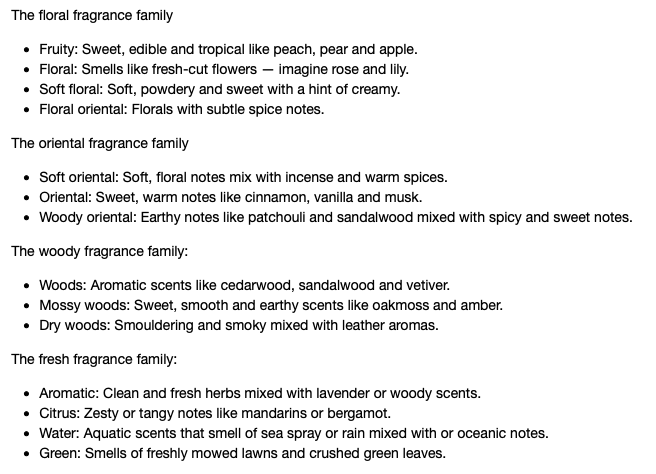 The floral fragrance family
• Fruity: Sweet, edible and tropical like peach, pear and apple.
• Floral: Smells like fresh-cut flowers — imagine rose and lily.
• Soft floral: Soft, powdery and sweet with a hint of creamy.
• Floral oriental: Florals with subtle spice notes.
The oriental fragrance family
• Soft oriental: Soft, floral notes mix with incense and warm spices.
• Oriental: Sweet, warm notes like cinnamon, vanilla and musk.
• Woody oriental: Earthy notes like patchouli and sandalwood mixed with spicy and sweet notes.
The woody fragrance family:
• Woods: Aromatic scents like cedarwood, sandalwood and vetiver.
• Mossy woods: Sweet, smooth and earthy scents like oakmoss and amber.
• Dry woods: Smouldering and smoky mixed with leather aromas.
The fresh fragrance family:
• Aromatic: Clean and fresh herbs mixed with lavender or woody scents.
• Citrus: Zesty or tangy notes like mandarins or bergamot.
• Water: Aquatic scents that smell of sea spray or rain mixed with or oceanic notes.
• Green: Smells of freshly mowed lawns and crushed green leaves.